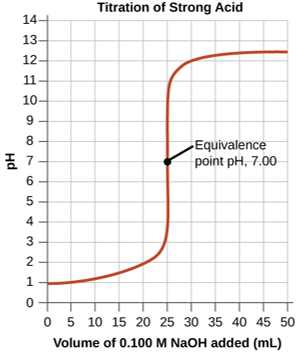 Titration of Strong Acid
14
13
12
11
10
9
8
7
6
5
4
3
2
1
0
pH
Equivalence
point pH, 7.00
0 5 10 15 20 25 30 35 40 45 50
Volume of 0.100 M NaOH added (mL)